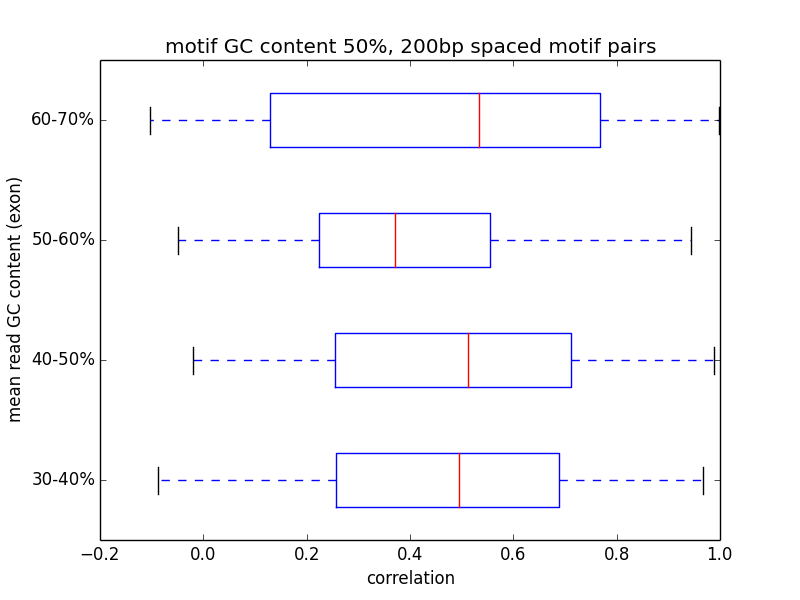 motif GC content 50%, 200bp spaced motif pairs
60-70%
50-60%
40-50%
30-40%
mean read GC content (exon)
−0.2 0.0 0.2 0.4 0.6 0.8 1.0
correlation